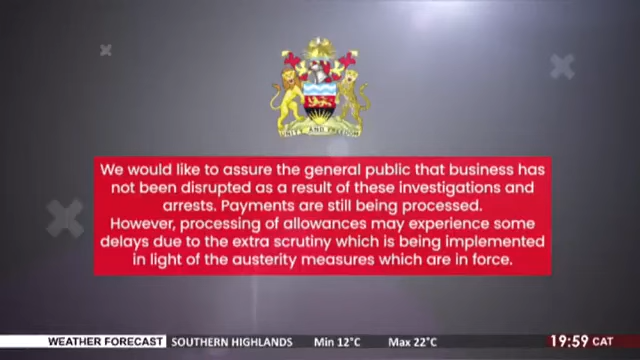 UNITY AND FREEDOM
We would like to assure the general public that business has
not been disrupted as a result of these investigations and
arrests. Payments are still being processed.
However, processing of allowances may experience some
delays due to the extra scrutiny which is being implemented
in light of the austerity measures which are in force.
WEATHER FORECAST SOUTHERN HIGHLANDS Min 12°C Max 22°C 19:59 CAT